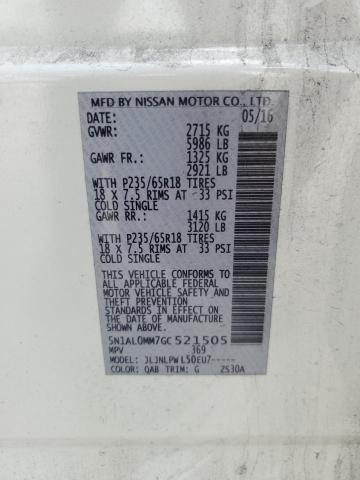 MFD BY NISSAN MOTOR CO., LTD.
05/16
GVWR: 2715 KG
5986 LB
GAWR FR.: 1325 KG
2921 LB
WITH P235/65R18 TIRES
18 X 7.5 RIMS AT 33 PSI
COLD SINGLE
GAWR RR.: 1415 KG
3120 LB
WITH P235/65R18 TIRES
18 X 7.5 RIMS AT 33 PSI
COLD SINGLE
THIS VEHICLE CONFORMS TO
ALL APPLICABLE FEDERAL
MOTOR VEHICLE SAFETY AND
THEFT PREVENTION
STANDARDS IN EFFECT ON THE
DATE OF MANUFACTURE SHOWN
ABOVE.
5N1AL0MM7GC521505
MPV 369
MODEL: JLJNLPW L50EU7-----
COLOR: QAB TRIM: G ZS30A